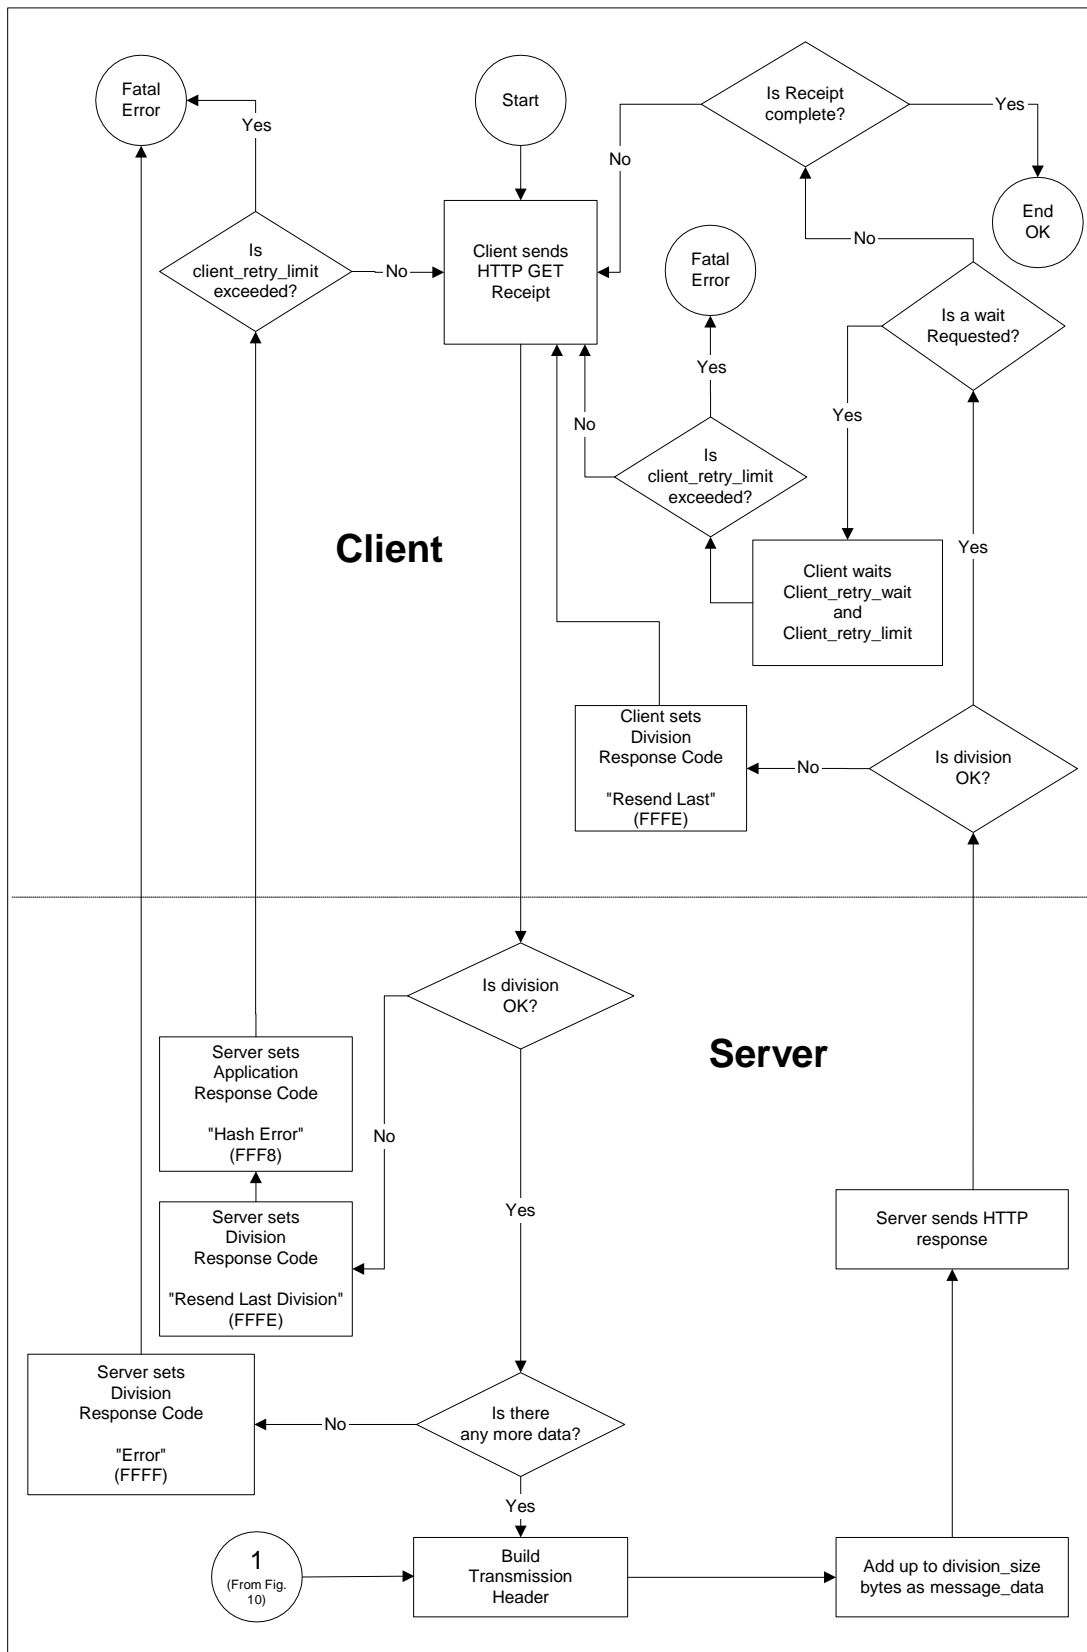 Fatal
Error
Start
Is Receipt
complete?
Yes
Yes
No
End
OK
Is
client_retry_limit
exceeded?
No
Client sends
HTTP GET
Receipt
Fatal
Error
No
Is a wait
Requested?
Yes
Yes
No
Is
client_retry_limit
exceeded?
Client
Yes
Client waits
Client_retry_wait
and
Client_retry_limit
Client sets
Division
Response Code
"Resend Last"
(FFFE)
No
Is division
OK?
Is division
OK?
Server
Server sets
Application
Response Code
"Hash Error"
(FFF8)
No
Yes
Server sets
Division
Response Code
"Resend Last Division"
(FFFE)
Server sends HTTP
response
Server sets
Division
Response Code
"Error"
(FFFF)
No
Is there
any more data?
Yes
1
(From Fig.
10)
Build
Transmission
Header
Add up to division_size
bytes as message_data